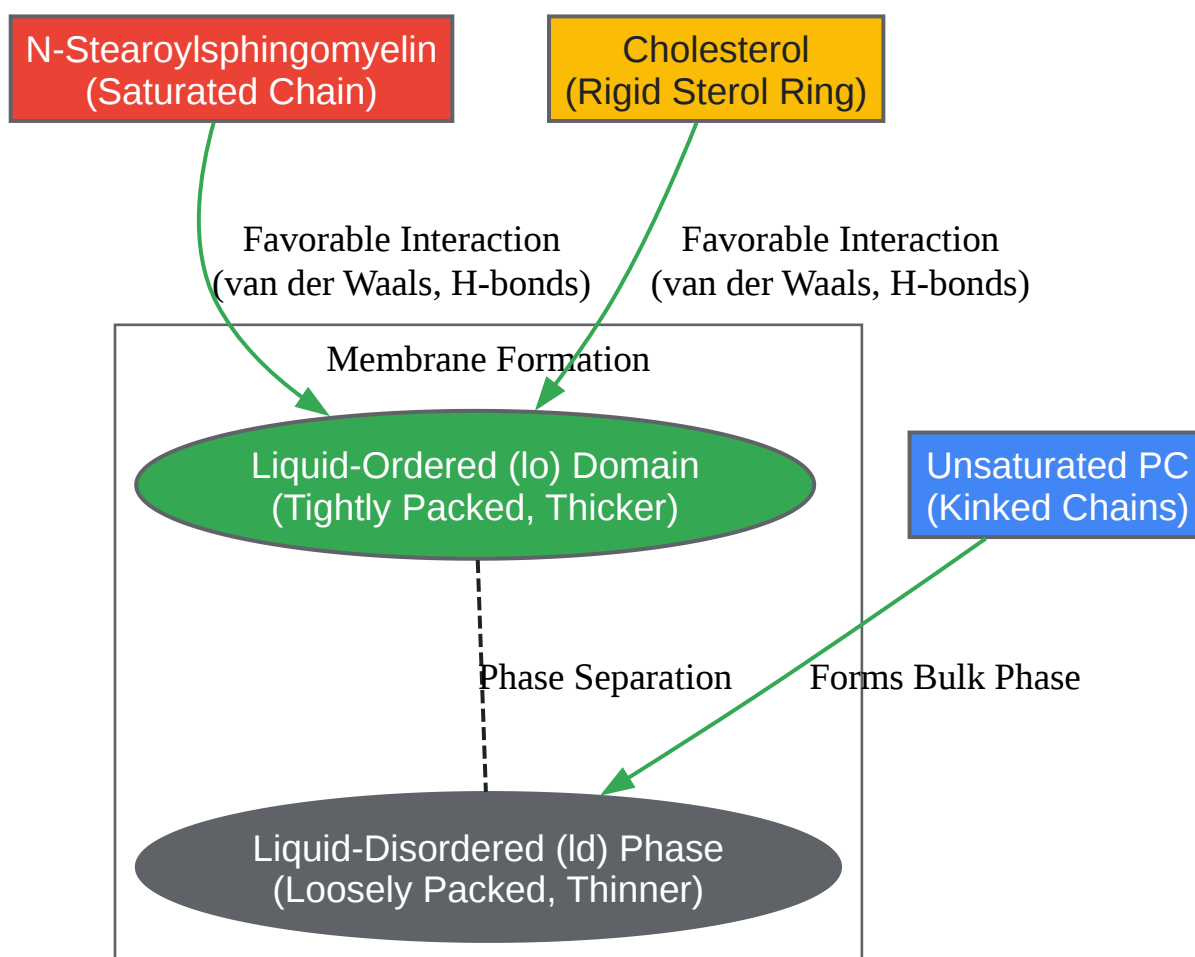 N-Stearoylsphingomyelin
(Saturated Chain)
Cholesterol
(Rigid Sterol Ring)
Favorable Interaction
(van der Waals, H-bonds)
Favorable Interaction
(van der Waals, H-bonds)
Membrane Formation
Liquid-Ordered (lo) Domain
(Tightly Packed, Thicker)
Unsaturated PC
(Kinked Chains)
Phase Separation
Forms Bulk Phase
Liquid-Disordered (ld) Phase
(Loosely Packed, Thinner)